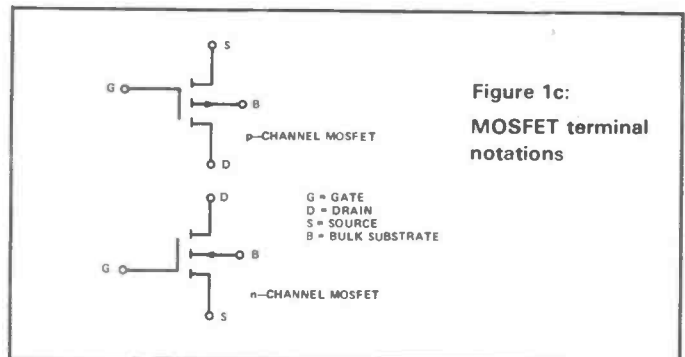 S
G
B
p-CHANNEL MOSFET
D
Figure 1c:
MOSFET terminal
notations
D
G = GATE
D = DRAIN
S = SOURCE
B = BULK SUBSTRATE
B
G
n-CHANNEL MOSFET
S